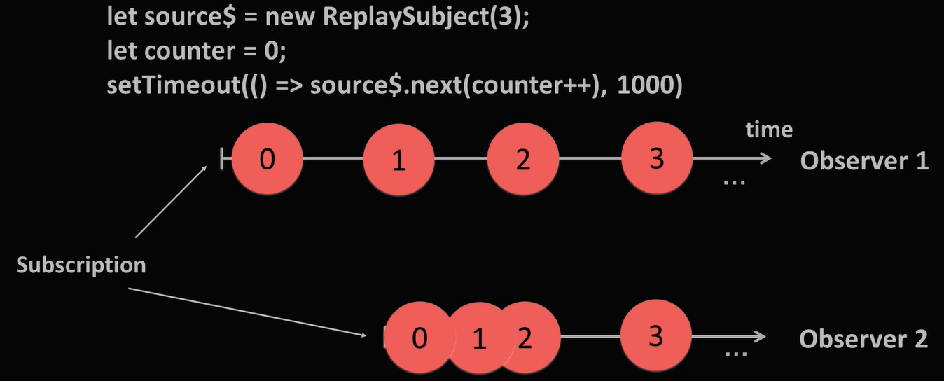 let source$ = new ReplaySubject(3);
let counter = 0;
setTimeout(() => source$.next(counter++), 1000)
time
0 1 2 3 ... Observer 1
Subscription
0 1 2 3 ... Observer 2